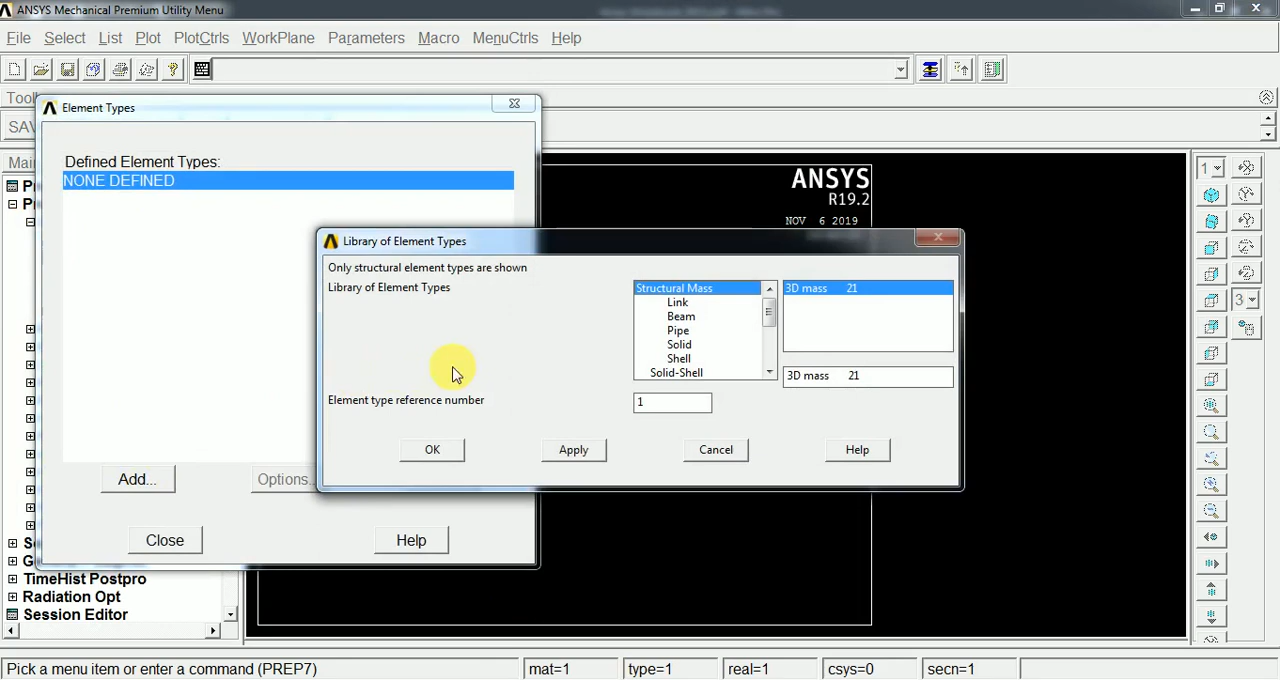 ANSYS Mechanical Premium Utility Menu
File Select List Plot PlotCtrls WorkPlane Parameters Macro MenuCtrls Help
Element Types
Defined Element Types:
NONE DEFINED
ANSYS
R19.2
NOV 6 2019
1
3
Library of Element Types
Only structural element types are shown
Library of Element Types
Structural Mass
Link
Beam
Pipe
Solid
Shell
Solid-Shell
3D mass 21
3D mass 21
Element type reference number
1
OK Apply Cancel Help
Add... Options..
Close Help
TimeHist Postpro
Radiation Opt
Session Editor
Pick a menu item or enter a command (PREP7) mat=1 type=1 real=1 csys=0 secn=1